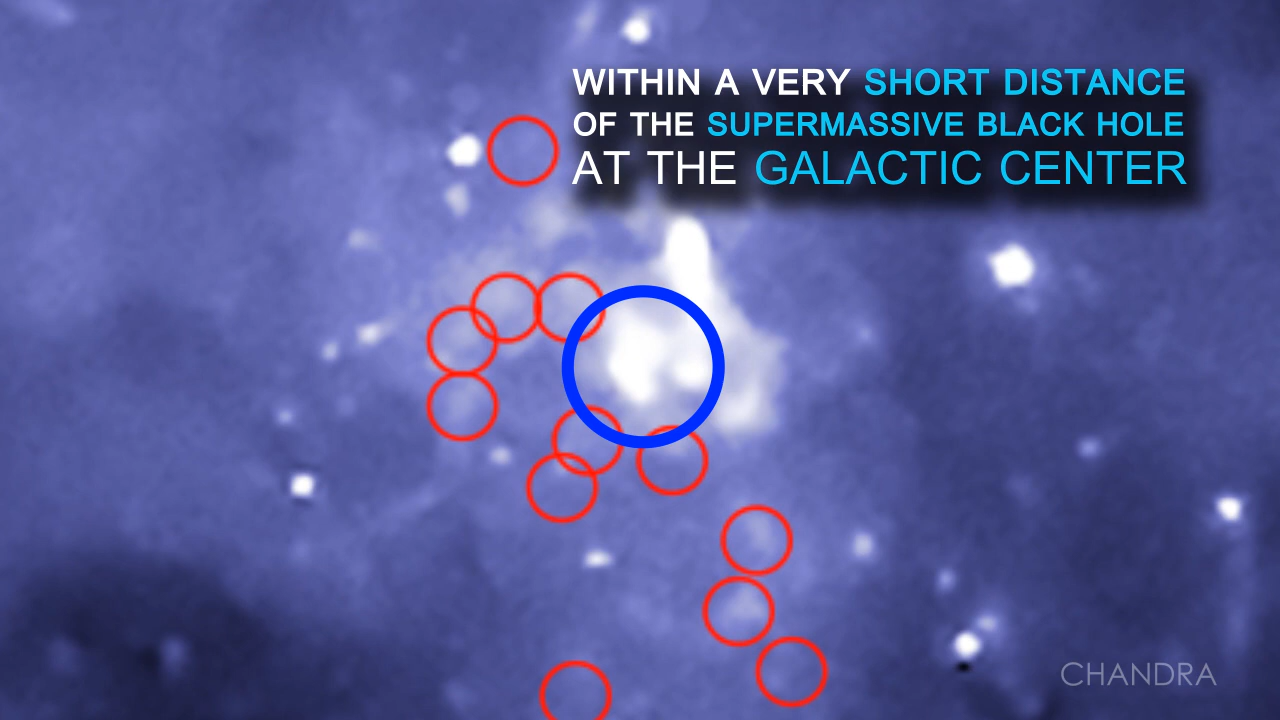 WITHIN A VERY SHORT DISTANCE
OF THE SUPERMASSIVE BLACK HOLE
AT THE GALACTIC CENTER
CHANDRA